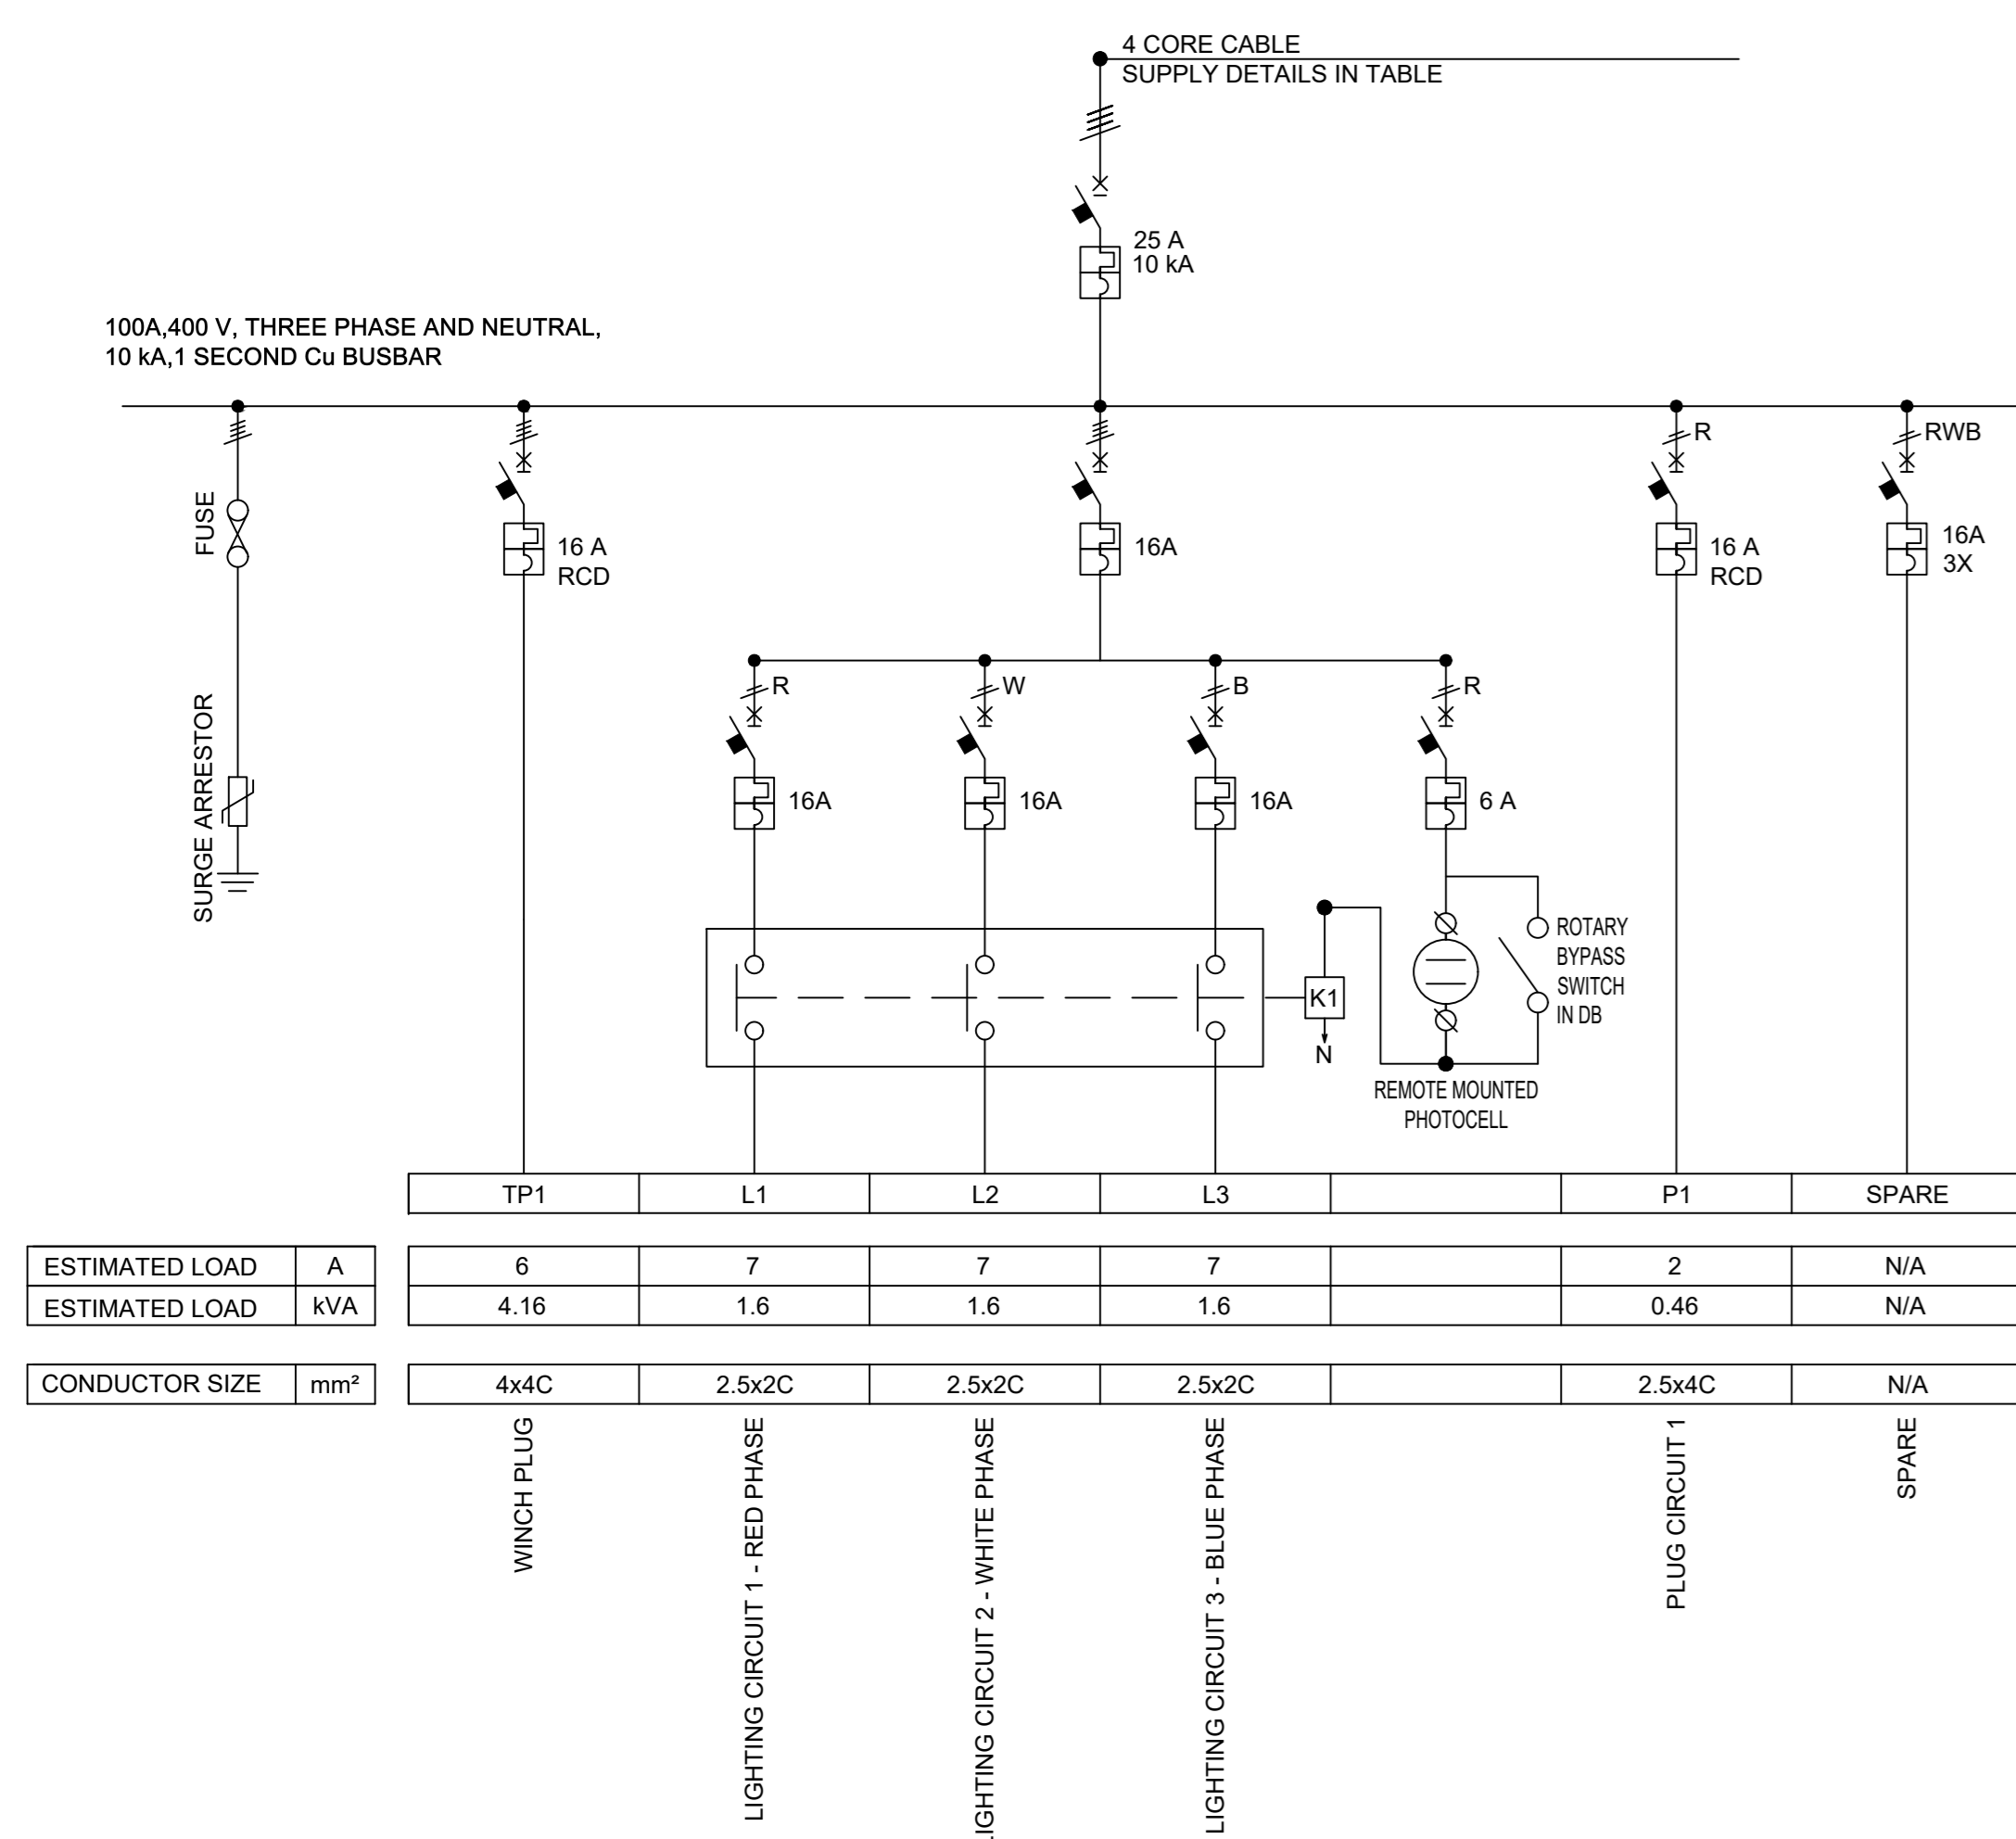 4 CORE CABLE
SUPPLY DETAILS IN TABLE
25 A
10 kA
100A,400 V, THREE PHASE AND NEUTRAL,
10 kA,1 SECOND Cu BUSBAR
R
RWB
FUSE
16 A
RCD
16A
16 A
RCD
16A
3X
R
W
B
R
SURGE ARRESTOR
16A
16A
16A
6 A
ROTARY
BYPASS
SWITCH
IN DB
K1
N
REMOTE MOUNTED
PHOTOCELL
TP1 L1 L2 L3 P1 SPARE
ESTIMATED LOAD A 6 7 7 7 2 N/A
ESTIMATED LOAD kVA 4.16 1.6 1.6 1.6 0.46 N/A
CONDUCTOR SIZE mm² 4x4C 2.5x2C 2.5x2C 2.5x2C 2.5x4C N/A
WINCH PLUG
LIGHTING CIRCUIT 1 - RED PHASE
LIGHTING CIRCUIT 2 - WHITE PHASE
LIGHTING CIRCUIT 3 - BLUE PHASE
PLUG CIRCUIT 1
SPARE